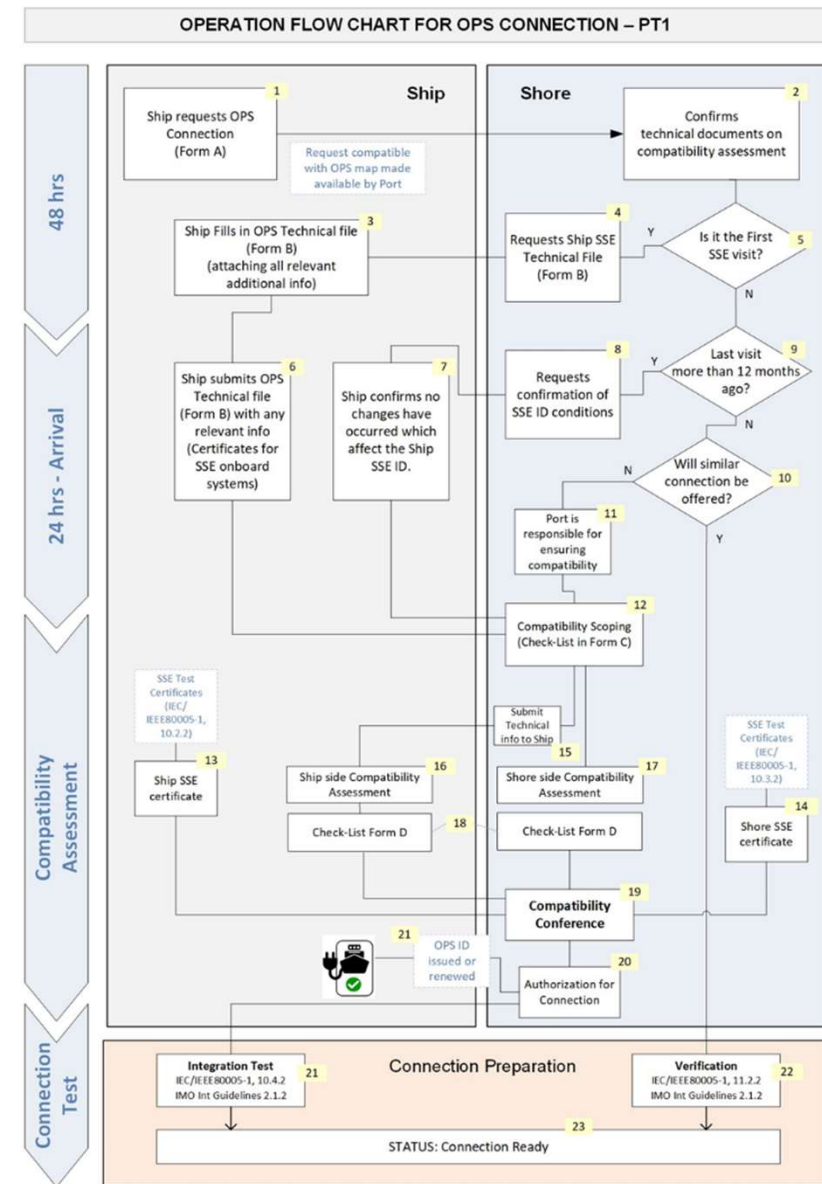 OPERATION FLOW CHART FOR OPS CONNECTION – PT1
48 hrs
24 hrs - Arrival
Compatibility
Assessment
Connection
Test
Ship
Shore
1
Ship requests OPS
Connection
(Form A)
Request compatible
with OPS map made
available by Port
2
Confirms
technical documents on
compatibility assessment
3
Ship Fills in OPS Technical file
(Form B)
(attaching all relevant
additional info)
4
Requests Ship SSE
Technical File
(Form B)
Y
Is it the First
SSE visit?
5
N
6
Ship submits OPS
Technical file
(Form B) with any
relevant info
(Certificates for
SSE onboard
systems)
7
Ship confirms no
changes have
occurred which
affect the Ship
SSE ID.
8
Requests
confirmation of
SSE ID conditions
Y
9
Last visit
more than 12 months
ago?
N
N
Will similar
connection be
offered?
10
Y
11
Port is
responsible for
ensuring
compatibility
12
Compatibility Scoping
(Check-List in Form C)
SSE Test
Certificates
(IEC/
IEEE80005-1,
10.2.2)
13
Ship SSE
certificate
Submit
Technical
info to Ship
15
SSE Test
Certificates
(IEC/
IEEE80005-1,
10.3.2)
14
Shore SSE
certificate
16
Ship side Compatibility
Assessment
17
Shore side Compatibility
Assessment
Check-List Form D
18
Check-List Form D
19
Compatibility
Conference
21
OPS ID
issued or
renewed
20
Authorization for
Connection
Connection Preparation
Integration Test
IEC/IEEE80005-1, 10.4.2
IMO Int Guidelines 2.1.2
21
Verification
IEC/IEEE80005-1, 11.2.2
IMO Int Guidelines 2.1.2
22
23
STATUS: Connection Ready